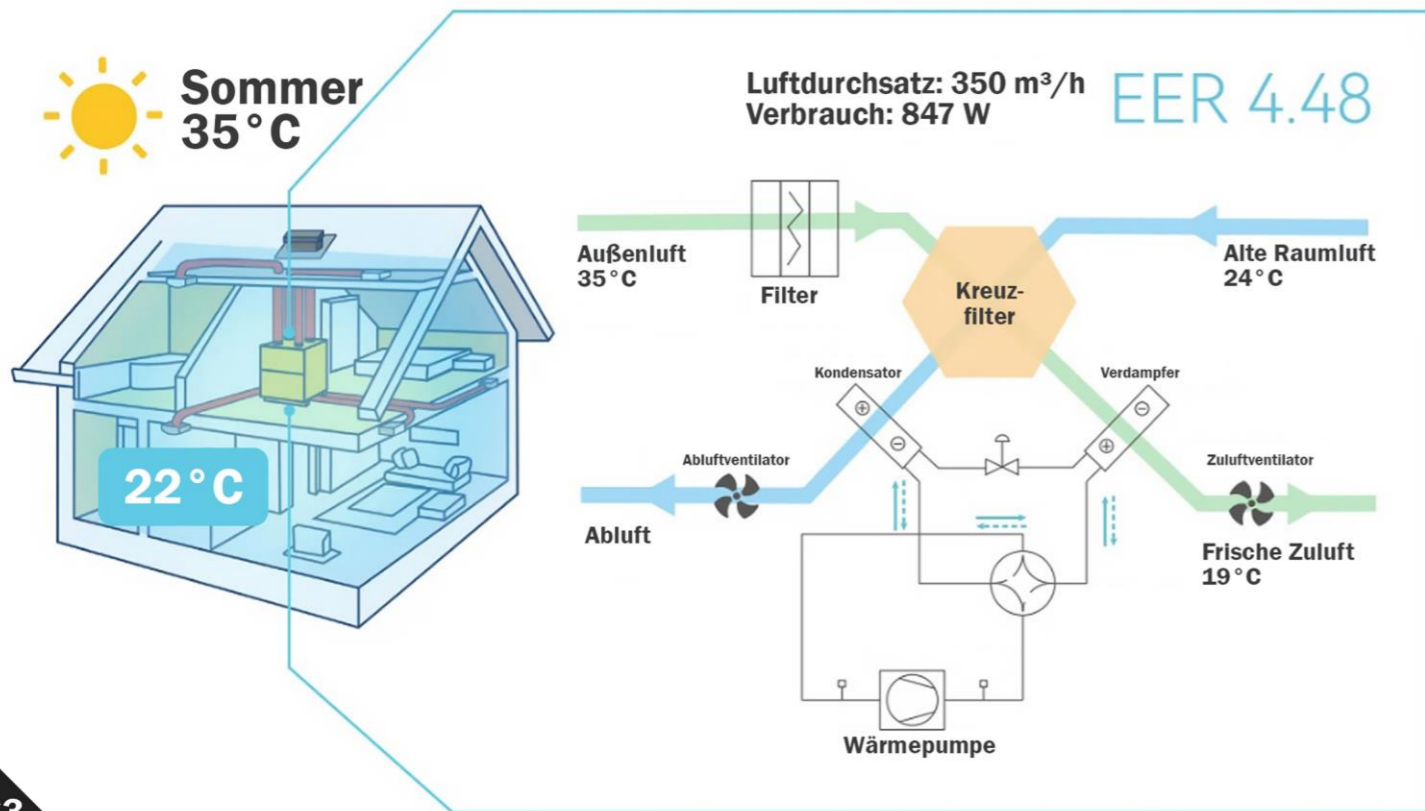 Sommer
35°C
Luftdurchsatz: 350 m³/h
Verbrauch: 847 W
EER 4.48
Außenluft
35°C
Filter
Kreuz-
filter
Alte Raumluft
24°C
Kondensator
Verdampfer
22°C
Abluftventilator
Zuluftventilator
Abluft
Frische Zuluft
19°C
Wärmepumpe